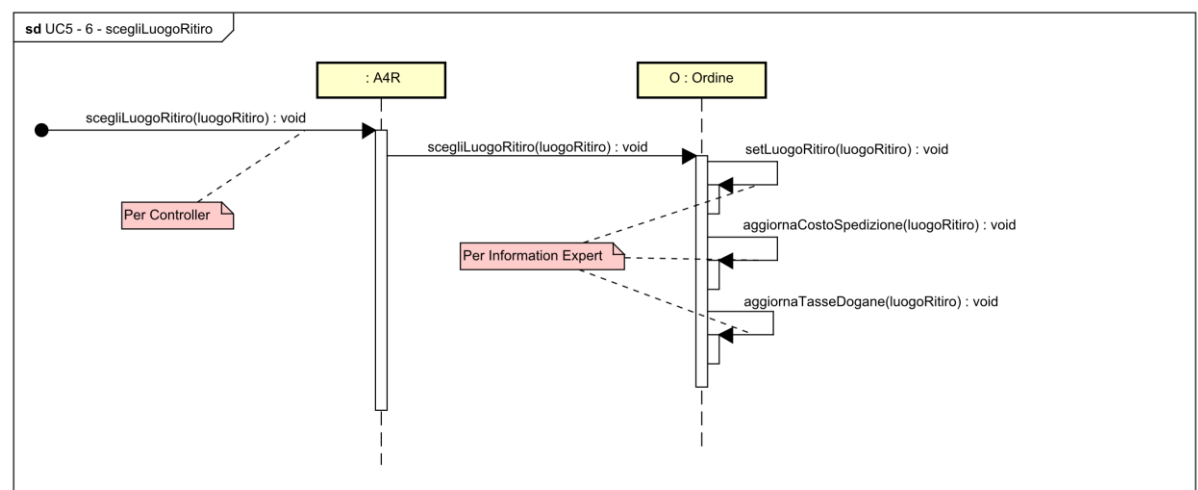 sd UC5 - 6 - scegliLuogoRitiro
: A4R
O : Ordine
scegliLuogoRitiro(luogoRitiro) : void
scegliLuogoRitiro(luogoRitiro) : void
setLuogoRitiro(luogoRitiro) : void
Per Controller
aggiornaCostoSpedizione(luogoRitiro) : void
Per Information Expert
aggiornaTasseDogane(luogoRitiro) : void